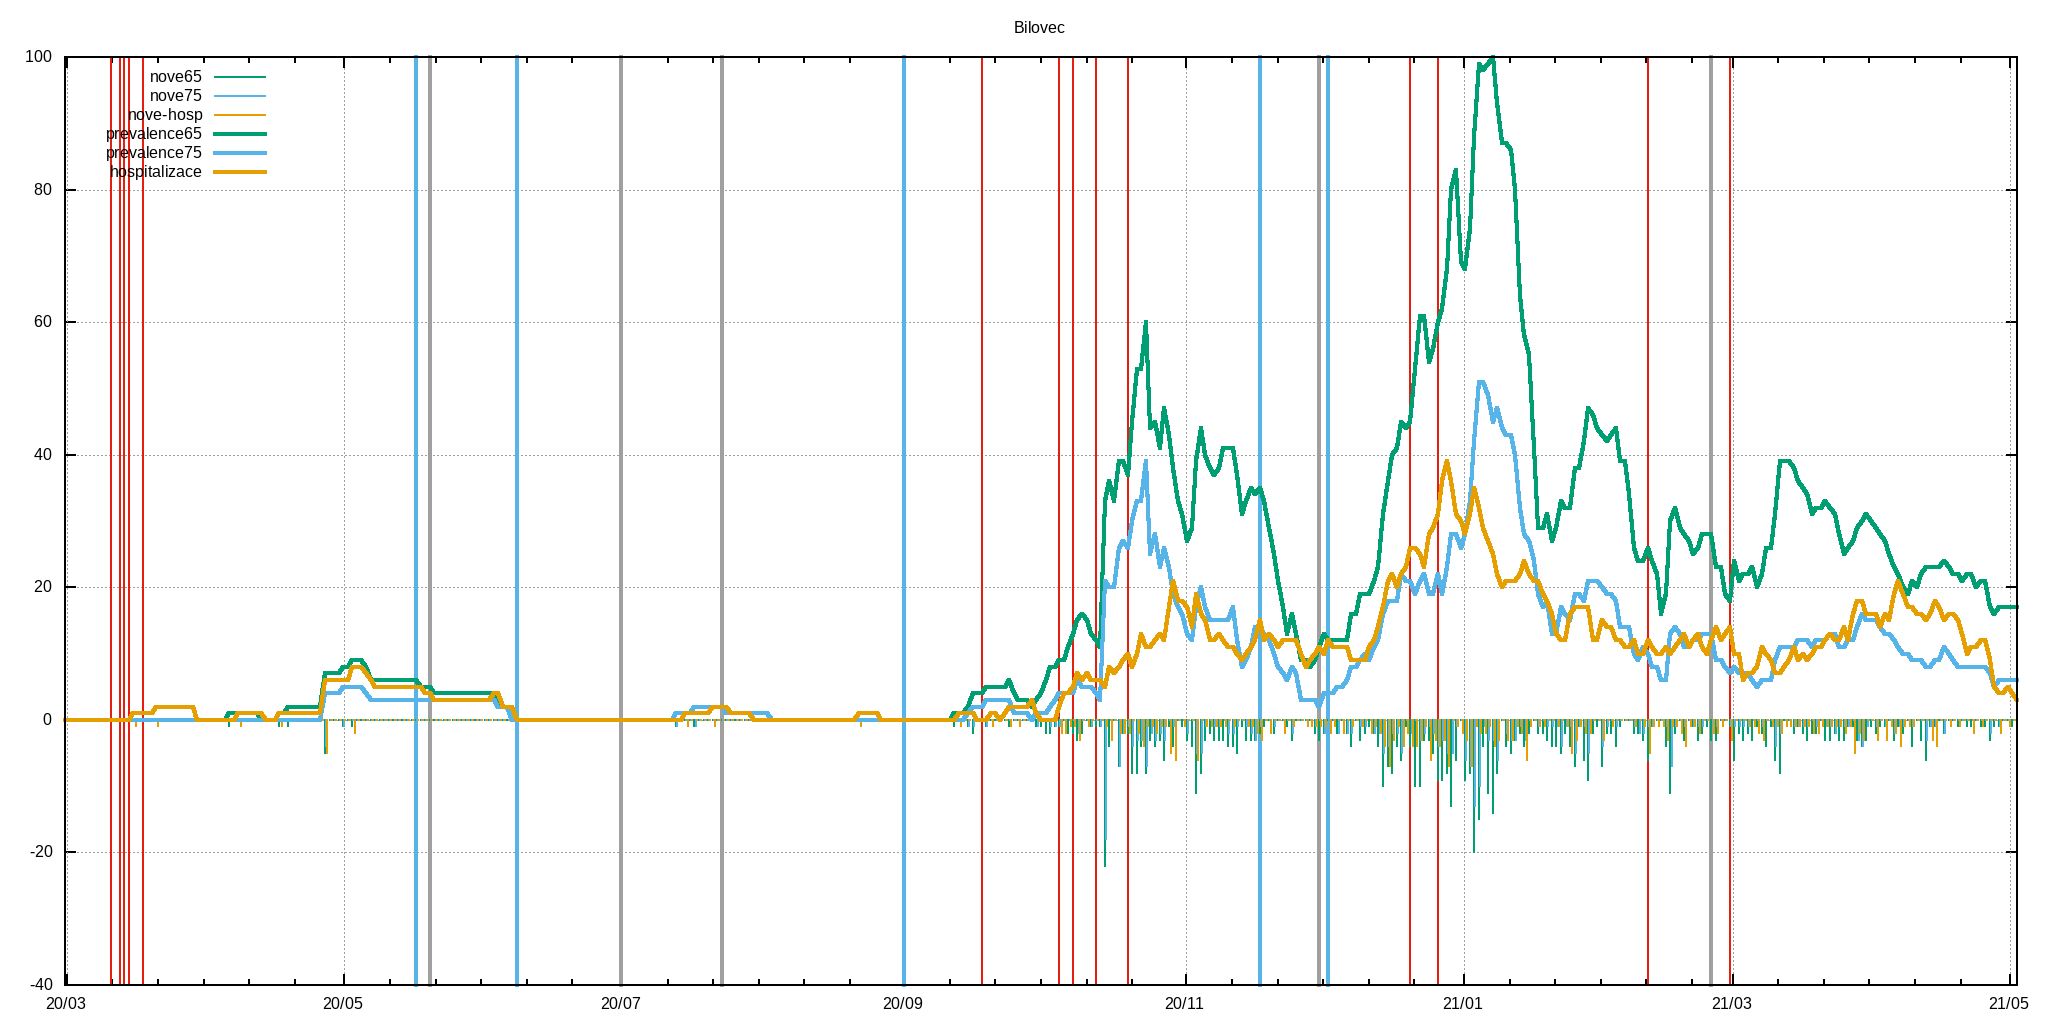 Bilovec
100
80
60
40
20
0
-20
-40
nove65
nove75
nove-hosp
prevalence65
prevalence75
hospitalizace
20/03 20/05 20/07 20/09 20/11 21/01 21/03 21/05